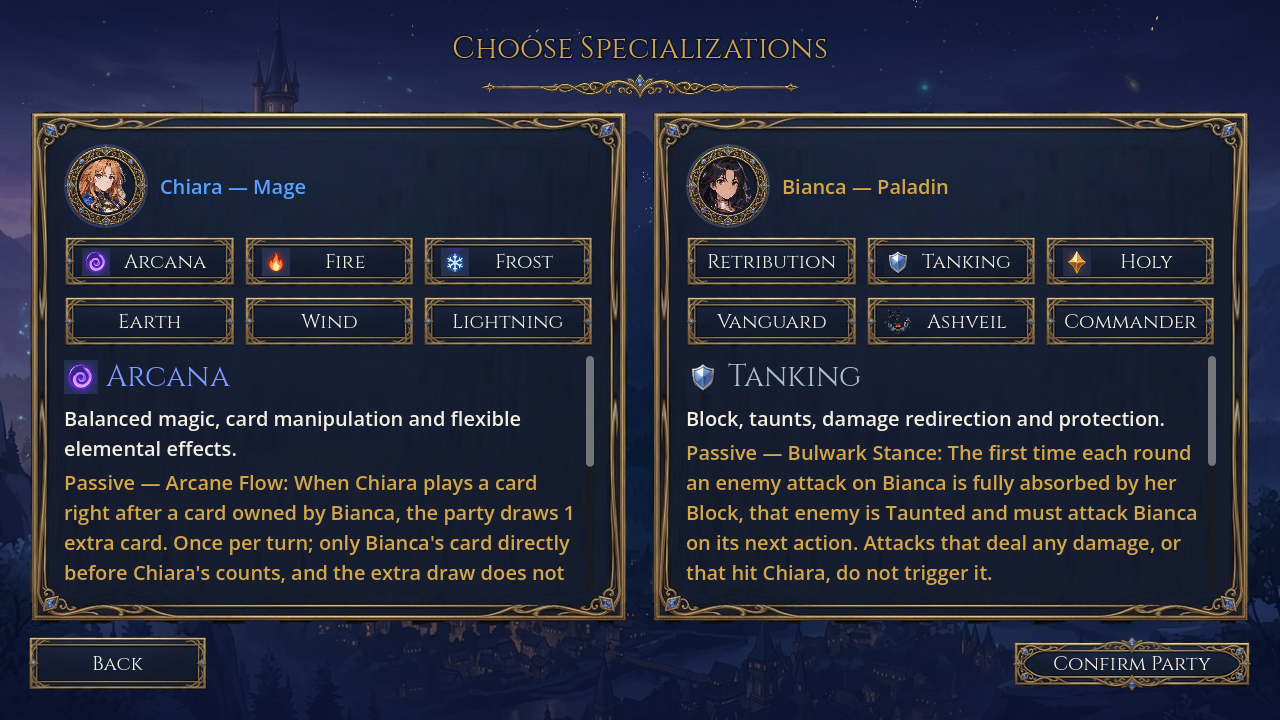 Choose Specializations
Chiara — Mage
Arcana
Fire
Frost
Earth
Wind
Lightning
Arcana
Balanced magic, card manipulation and flexible
elemental effects.
Passive — Arcane Flow: When Chiara plays a card
right after a card owned by Bianca, the party draws 1
extra card. Once per turn; only Bianca's card directly
before Chiara's counts, and the extra draw does not
Bianca — Paladin
Retribution
Tanking
Holy
Vanguard
Ashveil
Commander
Tanking
Block, taunts, damage redirection and protection.
Passive — Bulwark Stance: The first time each round
an enemy attack on Bianca is fully absorbed by her
Block, that enemy is Taunted and must attack Bianca
on its next action. Attacks that deal any damage, or
that hit Chiara, do not trigger it.
Back
Confirm Party